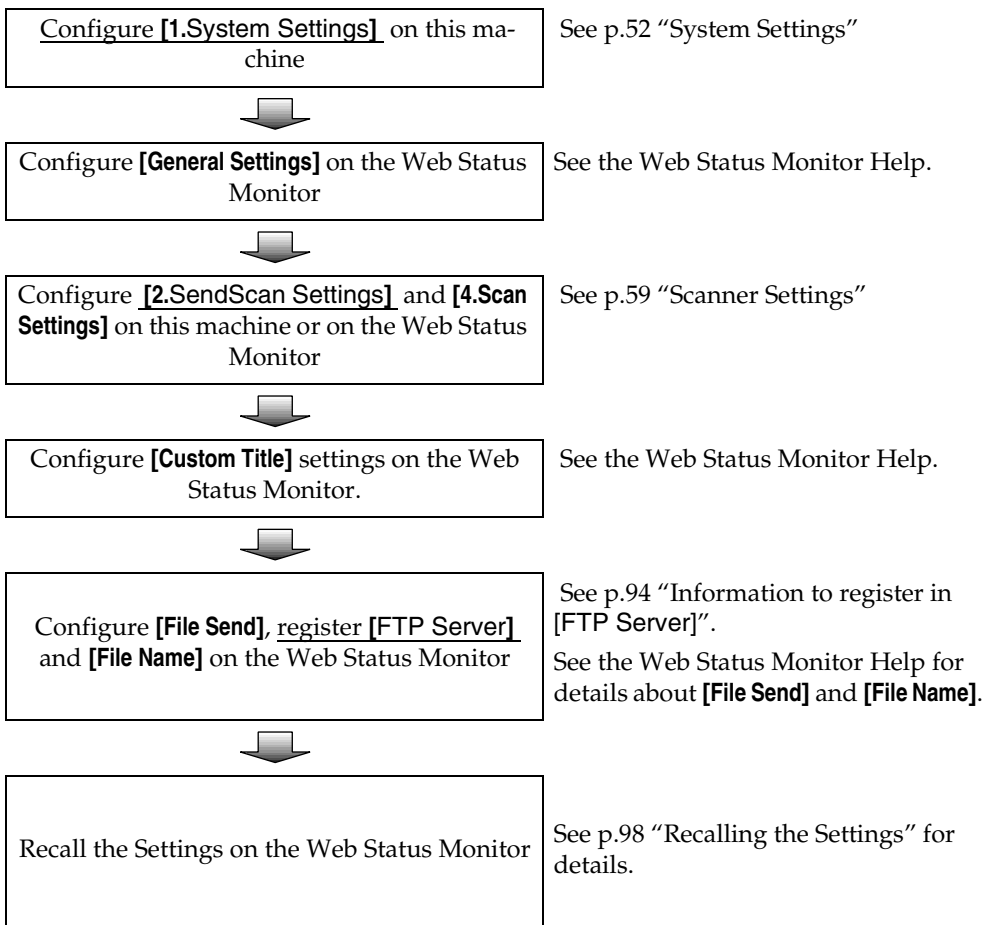 Configure [1.System Settings] on this ma-
chine
See p.52 “System Settings”
Configure [General Settings] on the Web Status
Monitor
See the Web Status Monitor Help.
Configure [2.SendScan Settings] and [4.Scan
Settings] on this machine or on the Web Status
Monitor
See p.59 “Scanner Settings”
Configure [Custom Title] settings on the Web
Status Monitor.
See the Web Status Monitor Help.
Configure [File Send], register [FTP Server]
and [File Name] on the Web Status Monitor
See p.94 “Information to register in
[FTP Server]”.
See the Web Status Monitor Help for
details about [File Send] and [File Name].
Recall the Settings on the Web Status Monitor
See p.98 “Recalling the Settings” for
details.